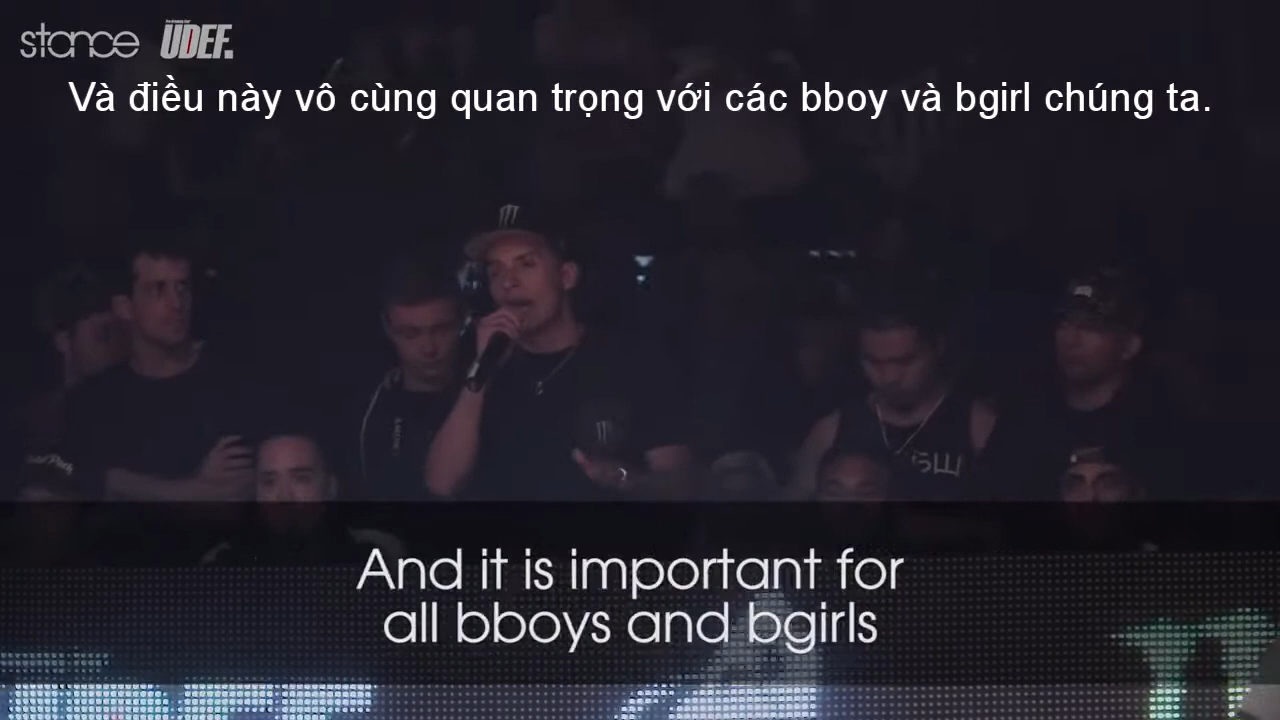 stance UDEF.
Và điều này vô cùng quan trọng với các bboy và bgirl chúng ta.
And it is important for
all bboys and bgirls